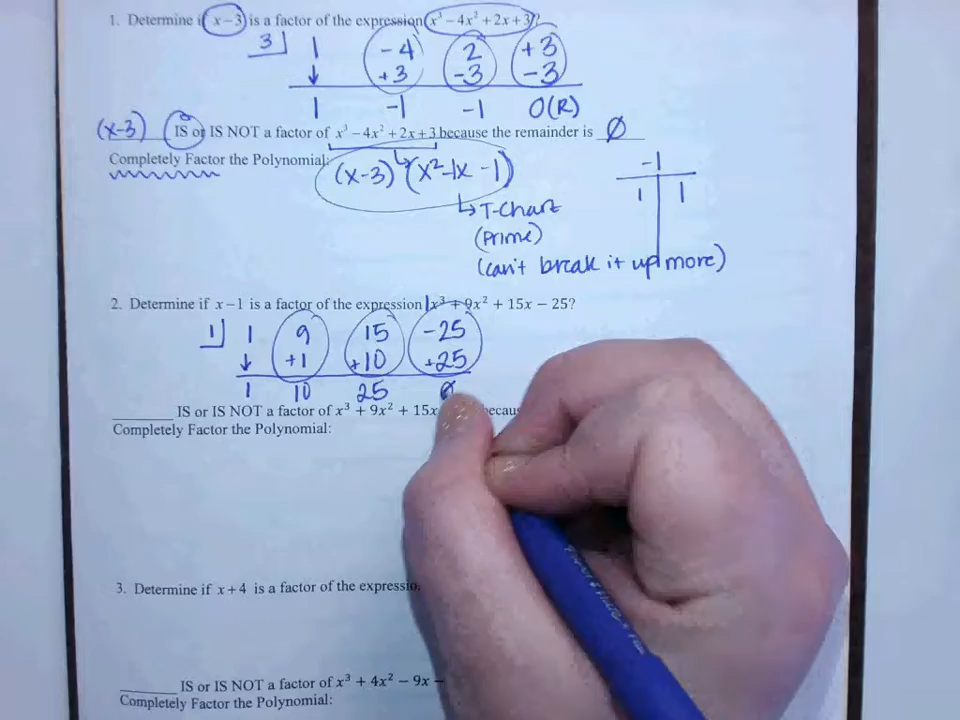 1. Determine i x−3 is a factor of the expression x³ − 4x² + 2x + 3?
3 1 −4 2 +3
↓ +3 −3 −3
1 −1 −1 0(R)
(x-3) IS or IS NOT a factor of x³ − 4x² + 2x + 3 because the remainder is Ø
Completely Factor the Polynomial: (x-3) (x²-1x -1)
-1
1 1
↳ T-Chart
(Prime)
(can't break it up more)
2. Determine if x−1 is a factor of the expression x³ + 9x² + 15x − 25?
1 1 9 15 −25
↓ +1 +10 +25
1 10 25 Ø
______ IS or IS NOT a factor of x³ + 9x² + 15x becaus
Completely Factor the Polynomial:
3. Determine if x+4 is a factor of the expressio
______ IS or IS NOT a factor of x³ + 4x² − 9x −
Completely Factor the Polynomial: